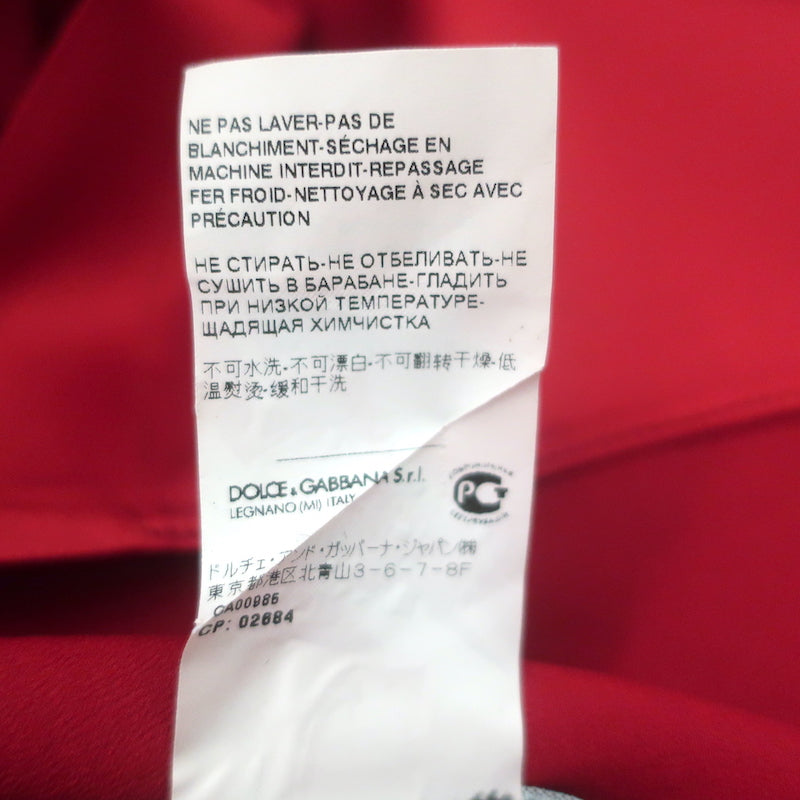 NE PAS LAVER-PAS DE
BLANCHIMENT-SÉCHAGE EN
MACHINE INTERDIT-REPASSAGE
FER FROID-NETTOYAGE À SEC AVEC
PRÉCAUTION
НЕ СТИРАТЬ-НЕ ОТБЕЛИВАТЬ-НЕ
СУШИТЬ В БАРАБАНЕ-ГЛАДИТЬ
ПРИ НИЗКОЙ ТЕМПЕРАТУРЕ-
ЩАДЯЩАЯ ХИМЧИСТКА
不可水洗-不可漂白-不可翻转干燥-低
温熨烫-缓和干洗
DOLCE & GABBANA S.r.l.
LEGNANO (MI) ITALY
РСТ
ドルチェ・アンド・ガッバーナ・ジャパン㈱
東京都港区北青山3-6-7-8F
CA00986
CP: 02684